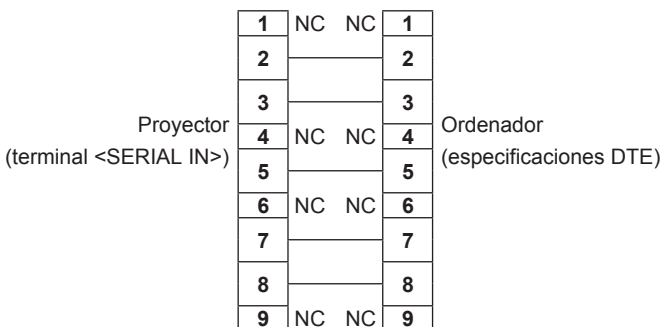 1 NC NC 1
2 2
3 3
Proyector
(terminal <SERIAL IN>)
4 NC NC 4
Ordenador
(especificaciones DTE)
5 5
6 NC NC 6
7 7
8 8
9 NC NC 9